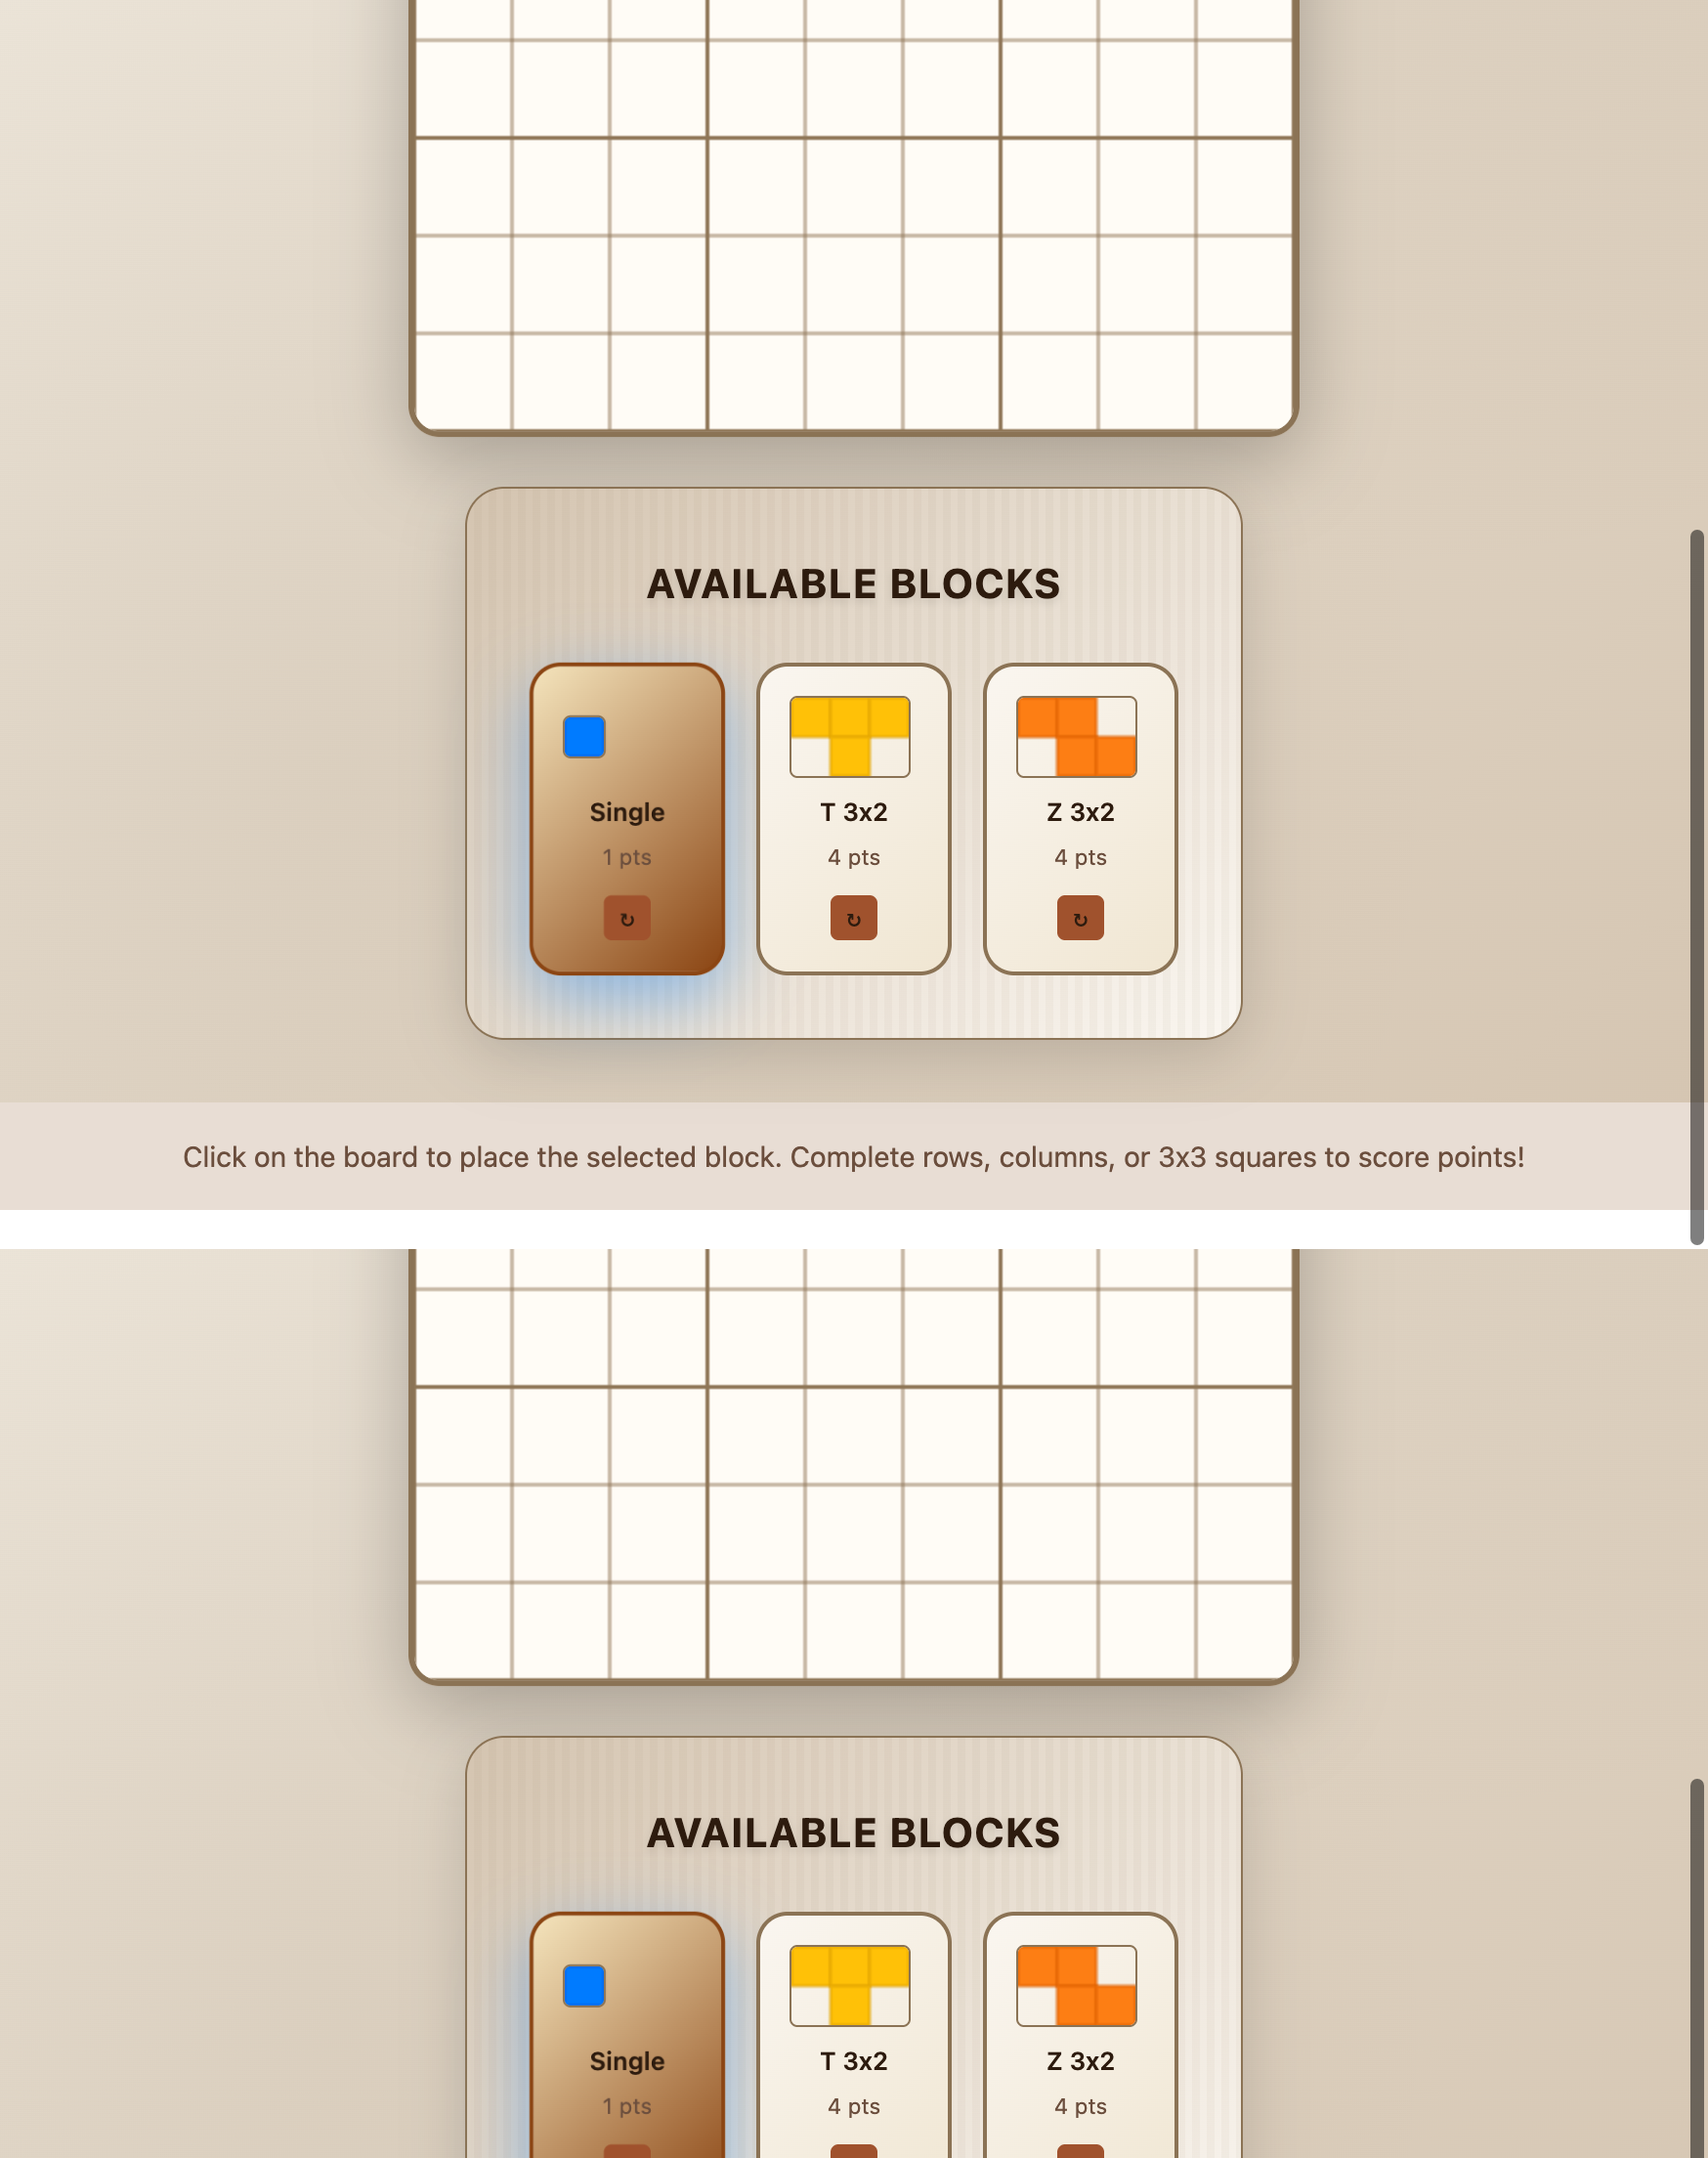 AVAILABLE BLOCKS
Single
T 3x2
Z 3x2
1 pts
4 pts
4 pts
↻
↻
↻
Click on the board to place the selected block. Complete rows, columns, or 3x3 squares to score points!
AVAILABLE BLOCKS
Single
T 3x2
Z 3x2
1 pts
4 pts
4 pts